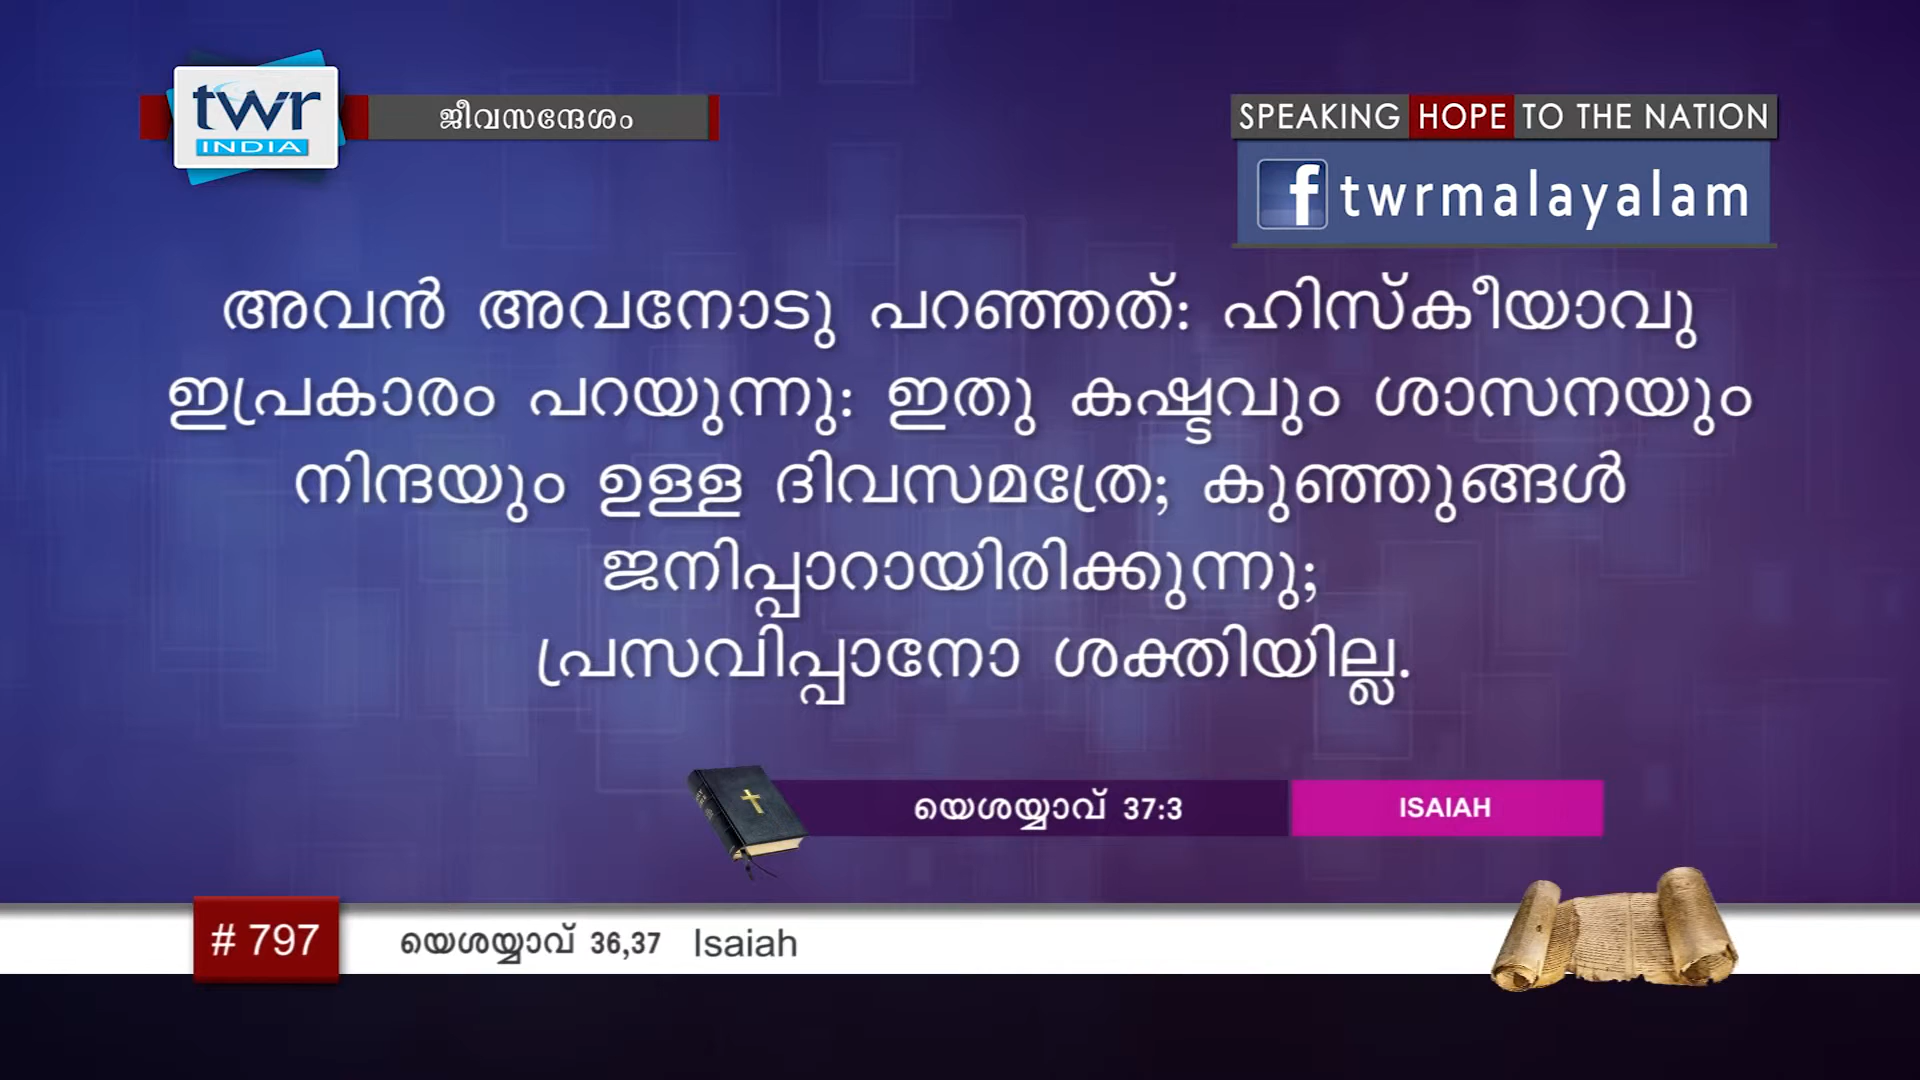 twr
INDIA
ജീവസന്ദേശം
SPEAKING HOPE TO THE NATION
f twrmalayalam
അവൻ അവനോടു പറഞ്ഞത്: ഹിസ്കീയാവു
ഇപ്രകാരം പറയുന്നു: ഇതു കഷ്ടവും ശാസനയും
നിന്ദയും ഉള്ള ദിവസമത്രേ; കുഞ്ഞുങ്ങൾ
ജനിപ്പാറായിരിക്കുന്നു;
പ്രസവിപ്പാനോ ശക്തിയില്ല.
യെശയ്യാവ് 37:3 ISAIAH
# 797 യെശയ്യാവ് 36,37 Isaiah